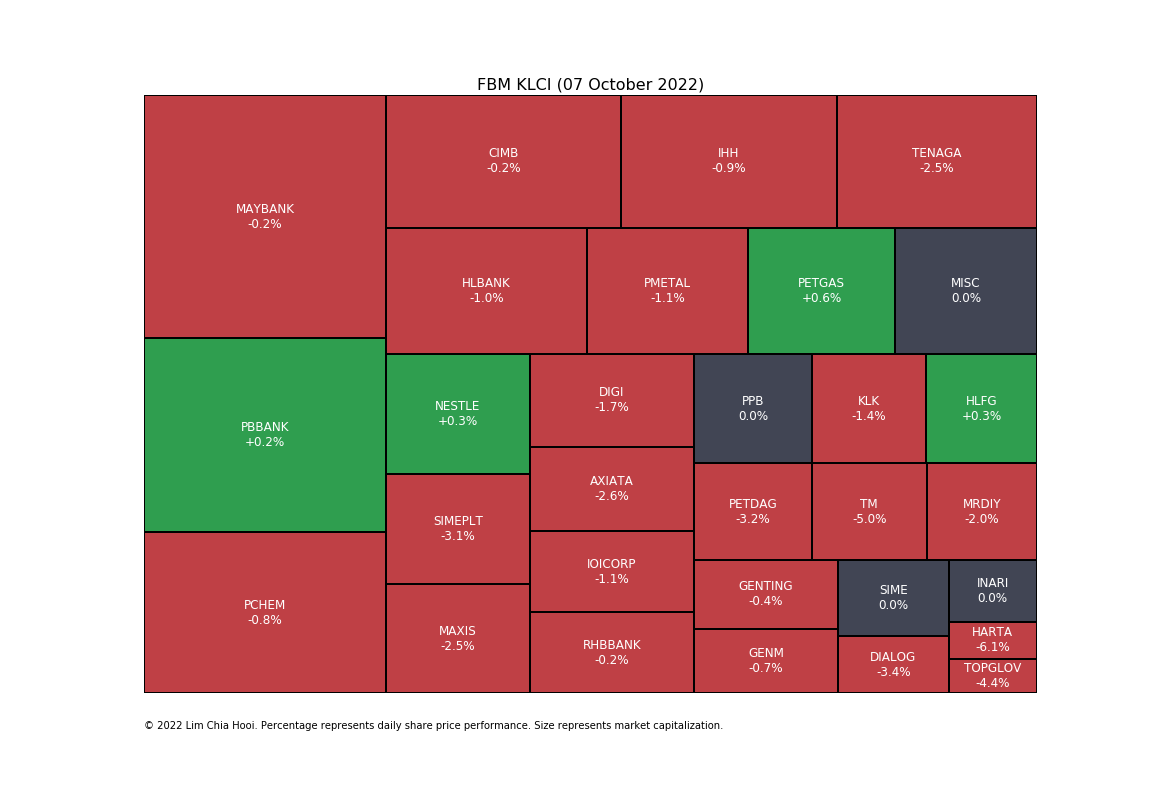 FBM KLCI (07 October 2022)
MAYBANK
-0.2%
PBBANK
+0.2%
PCHEM
-0.8%
CIMB
-0.2%
IHH
-0.9%
TENAGA
-2.5%
HLBANK
-1.0%
PMETAL
-1.1%
PETGAS
+0.6%
MISC
0.0%
NESTLE
+0.3%
SIMEPLT
-3.1%
MAXIS
-2.5%
DIGI
-1.7%
AXIATA
-2.6%
IOICORP
-1.1%
RHBBANK
-0.2%
PPB
0.0%
KLK
-1.4%
HLFG
+0.3%
PETDAG
-3.2%
TM
-5.0%
MRDIY
-2.0%
GENTING
-0.4%
GENM
-0.7%
SIME
0.0%
DIALOG
-3.4%
INARI
0.0%
HARTA
-6.1%
TOPGLOV
-4.4%
© 2022 Lim Chia Hooi. Percentage represents daily share price performance. Size represents market capitalization.